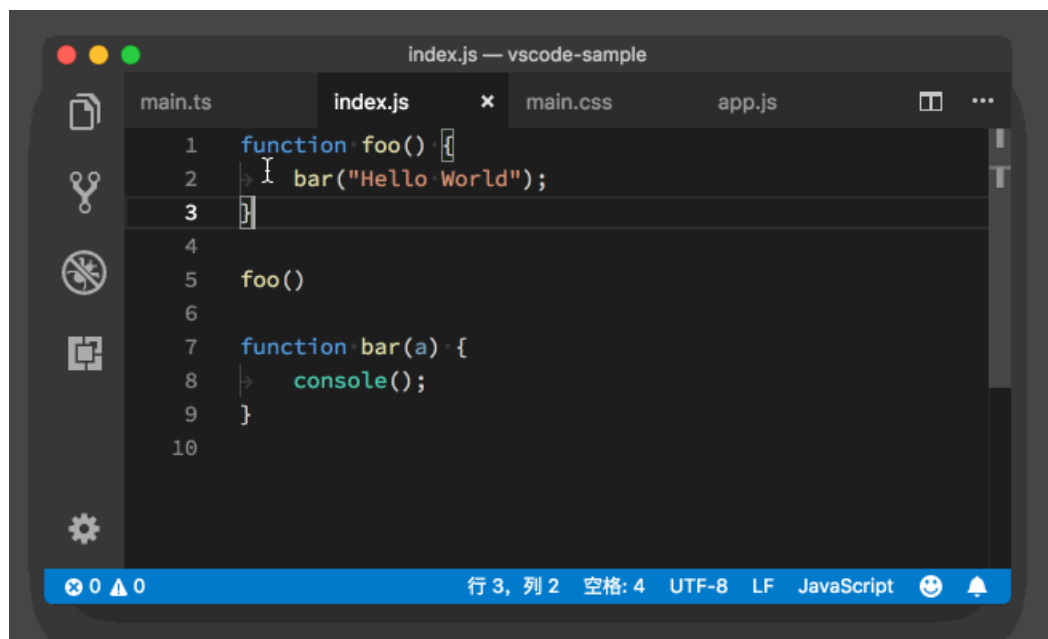 index.js — vscode-sample
main.ts index.js × main.css app.js ···
1 function foo() {
2 bar("Hello World");
3 }
4
5 foo()
6
7 function bar(a) {
8 console();
9 }
10
0 0 行 3，列 2 空格: 4 UTF-8 LF JavaScript